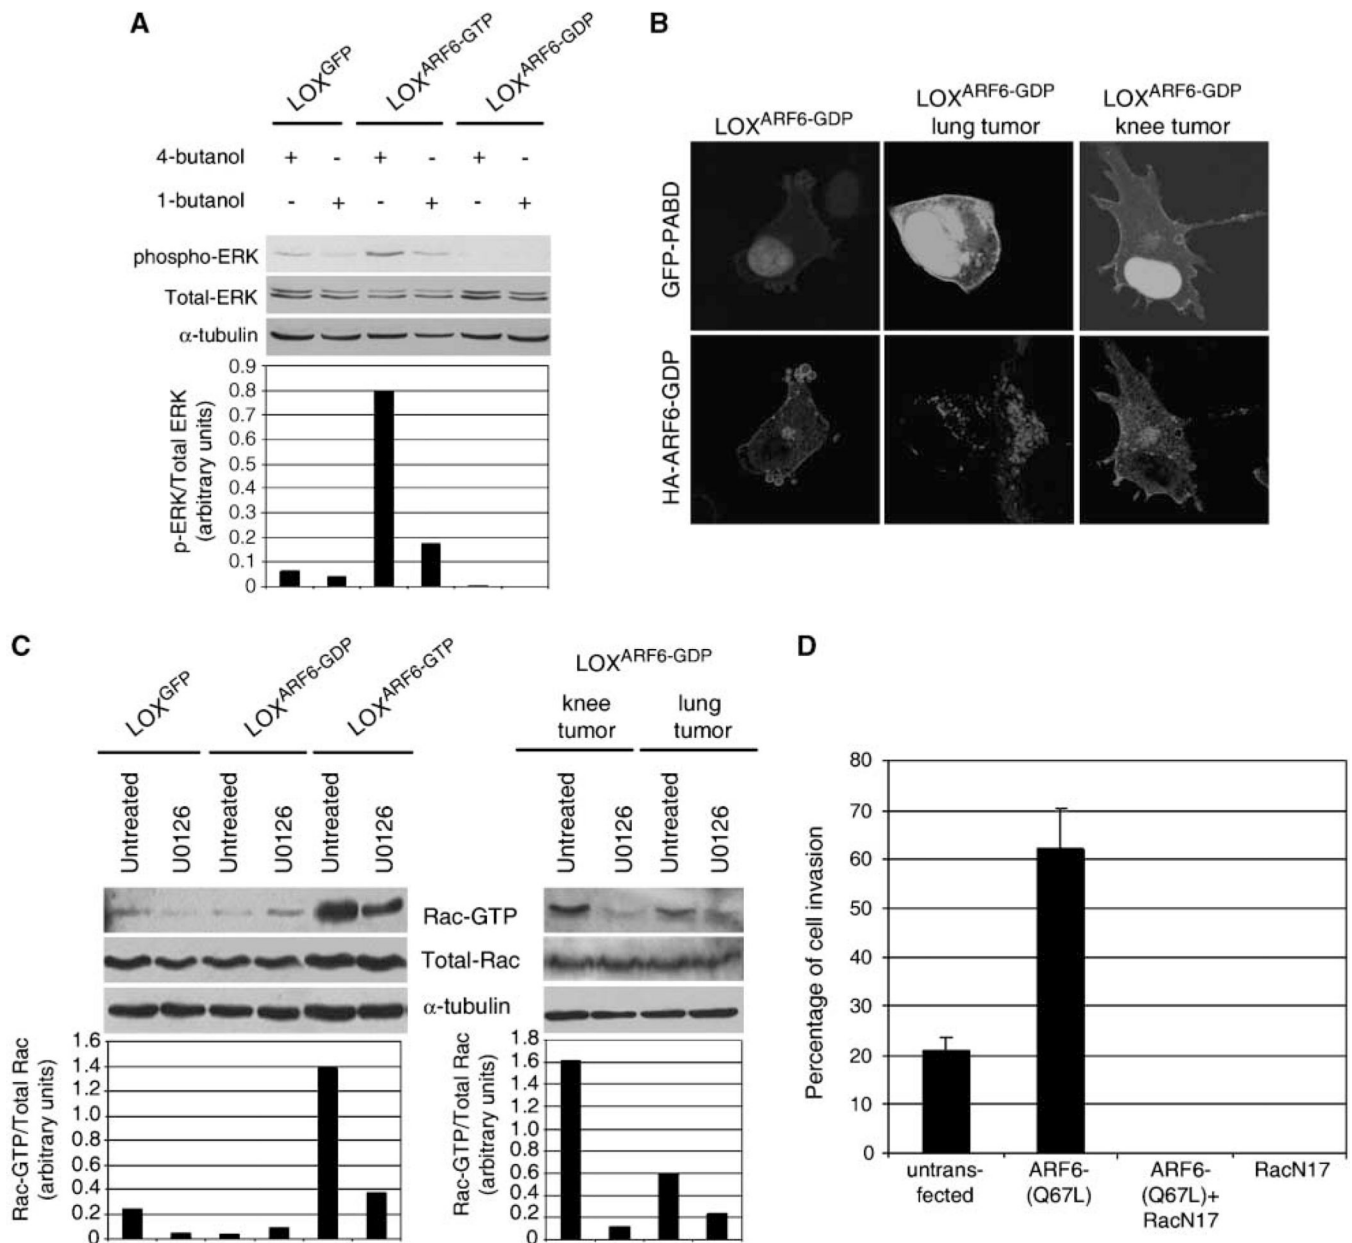 A
LOX^GFP
LOX^ARF6-GTP
LOX^ARF6-GDP
4-butanol + - + - + -
1-butanol - + - + - +
phospho-ERK
Total-ERK
α-tubulin
p-ERK/Total ERK
(arbitrary units)
0.9
0.8
0.7
0.6
0.5
0.4
0.3
0.2
0.1
0
B
LOX^ARF6-GDP
LOX^ARF6-GDP
lung tumor
LOX^ARF6-GDP
knee tumor
GFP-PABD
HA-ARF6-GDP
C
LOX^GFP
LOX^ARF6-GDP
LOX^ARF6-GTP
Untreated
U0126
Untreated
U0126
Untreated
U0126
LOX^ARF6-GDP
knee
tumor
lung
tumor
Untreated
U0126
Untreated
U0126
Rac-GTP
Total-Rac
α-tubulin
Rac-GTP/Total Rac
(arbitrary units)
1.6
1.4
1.2
1.0
0.8
0.6
0.4
0.2
0
Rac-GTP/Total Rac
(arbitrary units)
1.8
1.6
1.4
1.2
1.0
0.8
0.6
0.4
0.2
0
D
Percentage of cell invasion
80
70
60
50
40
30
20
10
0
untrans-
fected
ARF6-
(Q67L)
ARF6-
(Q67L)+
RacN17
RacN17